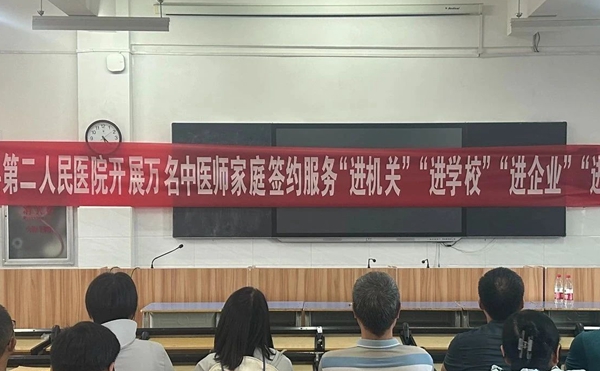 第二人民医院开展万名中医师家庭签约服务“进机关”“进学校”“进企业”“进